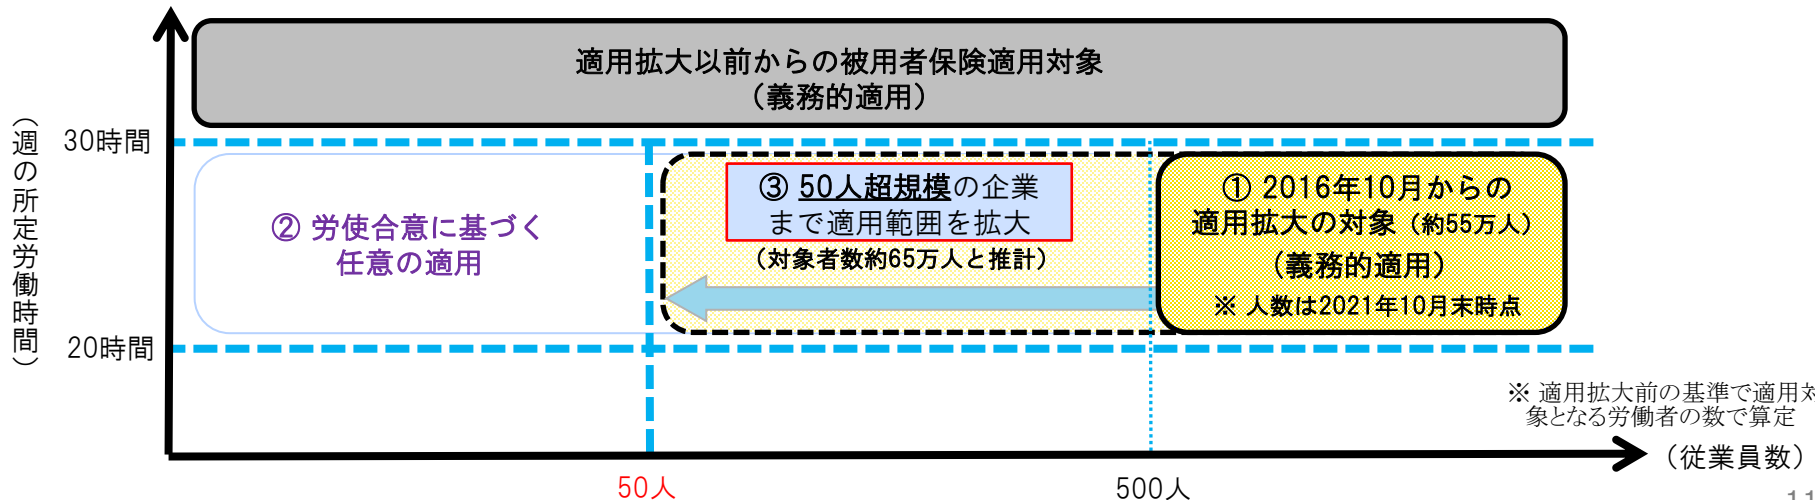 適用拡大以前からの被用者保険適用対象
（義務的適用）
（週の所定労働時間）
30時間
② 労使合意に基づく
任意の適用
③ 50人超規模の企業
まで適用範囲を拡大
（対象者数約65万人と推計）
① 2016年10月からの
適用拡大の対象（約55万人）
（義務的適用）
※ 人数は2021年10月末時点
20時間
※ 適用拡大前の基準で適用対
象となる労働者の数で算定
（従業員数）
50人
500人
11